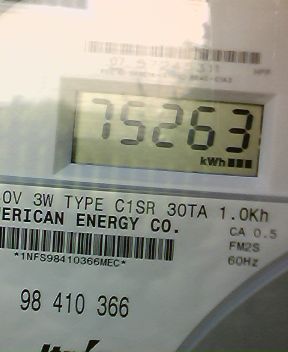 75263
kWh
0V 3W TYPE C1SR 30TA 1.0Kh
ERICAN ENERGY CO.
CA 0.5
FM2S
60Hz
*1NFS98410366MEC*
98 410 366